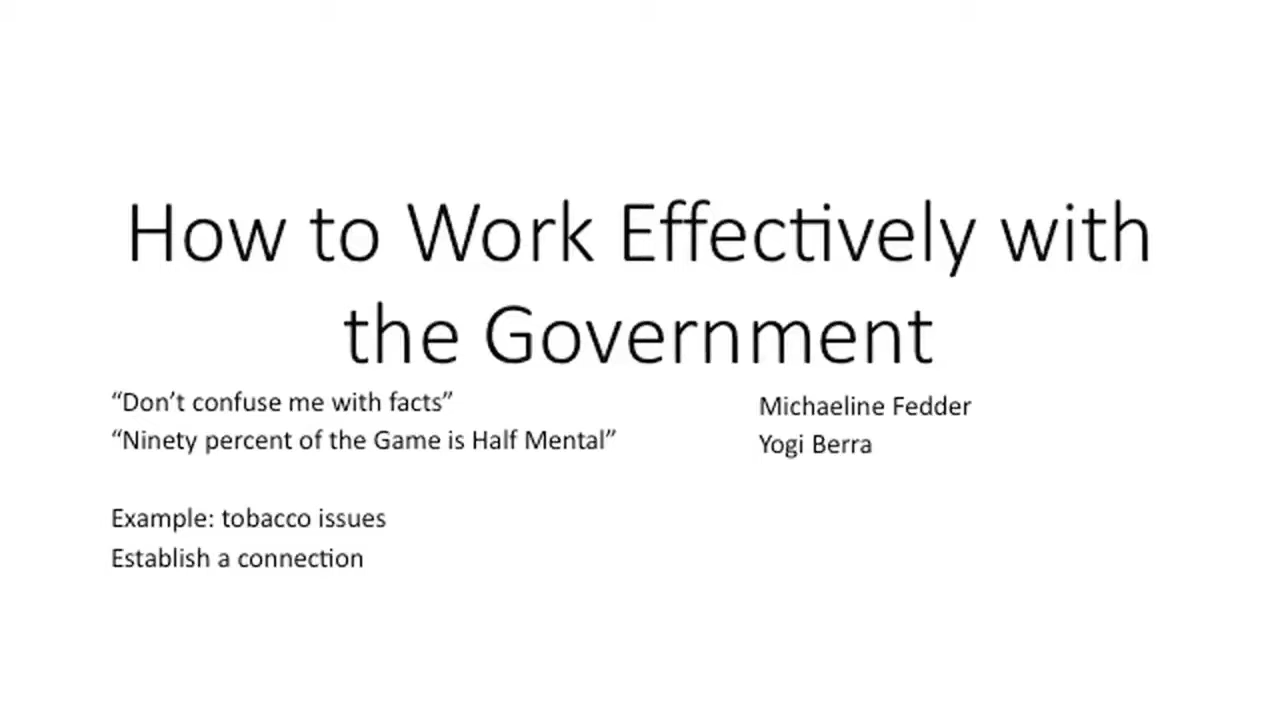 How to Work Effectively with
the Government
“Don’t confuse me with facts”
Michaeline Fedder
“Ninety percent of the Game is Half Mental”
Yogi Berra
Example: tobacco issues
Establish a connection